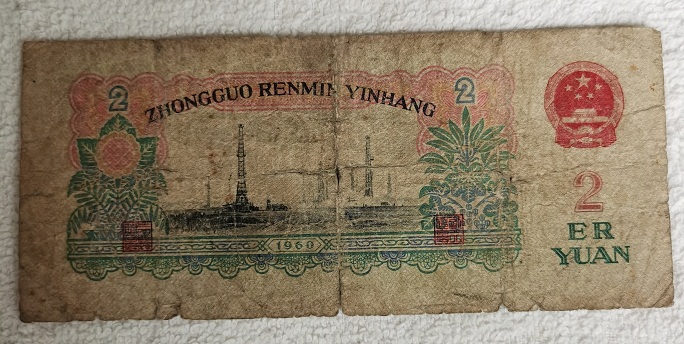 2
2
ZHONGGUO RENMIN YINHANG
1960
2
ER
YUAN